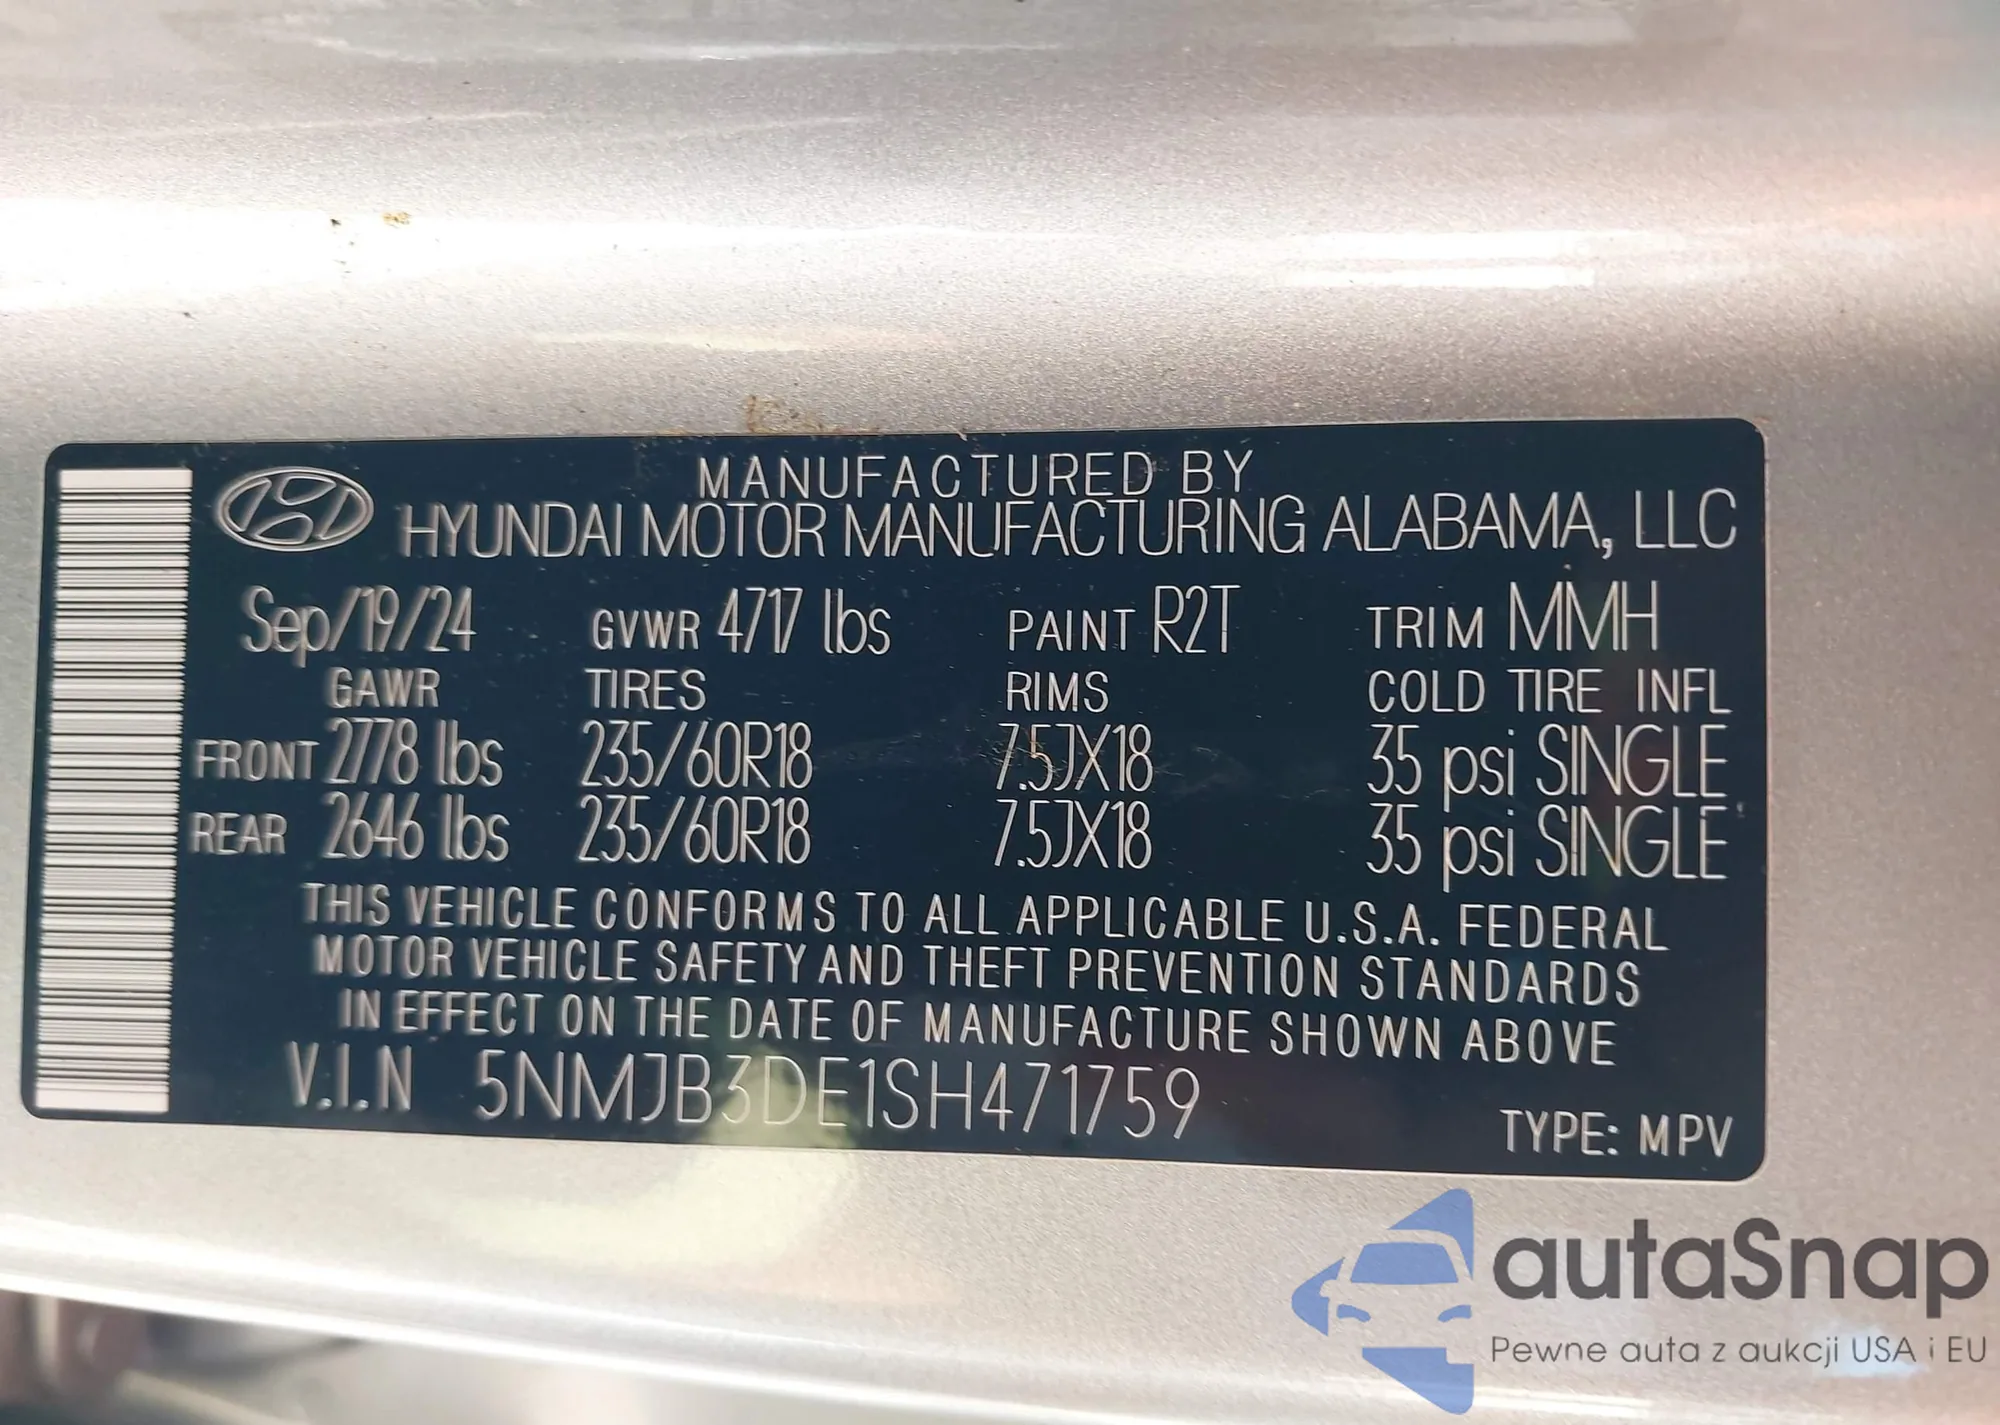 MANUFACTURED BY
HYUNDAI MOTOR MANUFACTURING ALABAMA, LLC
Sep/19/24 GVWR 4717 lbs PAINT R2T TRIM MMH
GAWR TIRES RIMS COLD TIRE INFL
FRONT 2778 lbs 235/60R18 7.5JX18 35 psi SINGLE
REAR 2646 lbs 235/60R18 7.5JX18 35 psi SINGLE
THIS VEHICLE CONFORMS TO ALL APPLICABLE U.S.A. FEDERAL
MOTOR VEHICLE SAFETY AND THEFT PREVENTION STANDARDS
IN EFFECT ON THE DATE OF MANUFACTURE SHOWN ABOVE
V.I.N 5NMJB3DE1SH471759
TYPE: MPV
autaSnap
Pewne auta z aukcji USA i EU